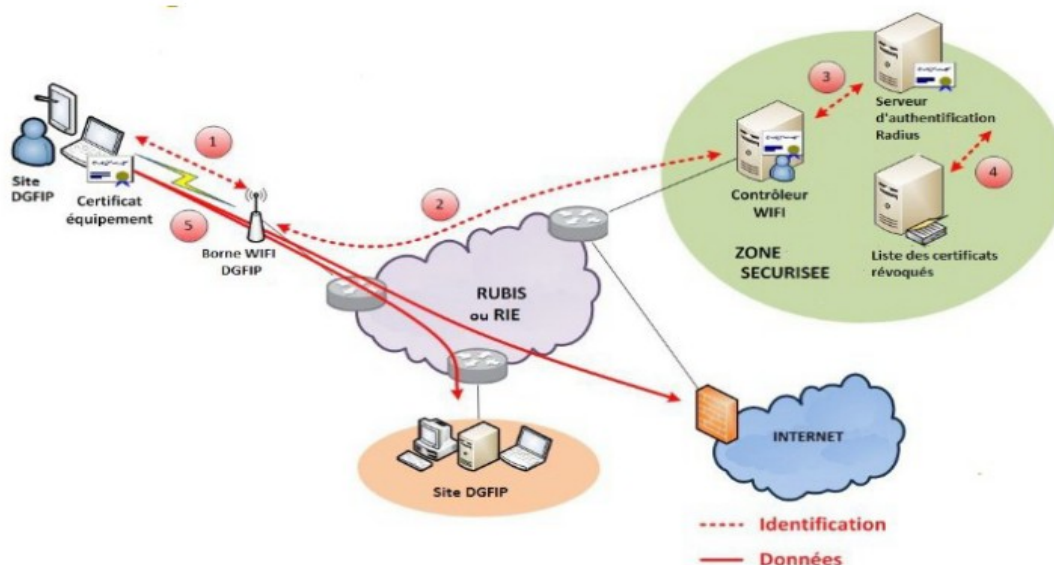 1
2
3
4
5
Site
DGFIP
Certificat
équipement
Borne WIFI
DGFIP
RUBIS
ou RIE
Serveur
d'authentification
Radius
Contrôleur
WIFI
ZONE
SECURISEE
Liste des certificats
révoqués
INTERNET
Site DGFIP
Identification
Données